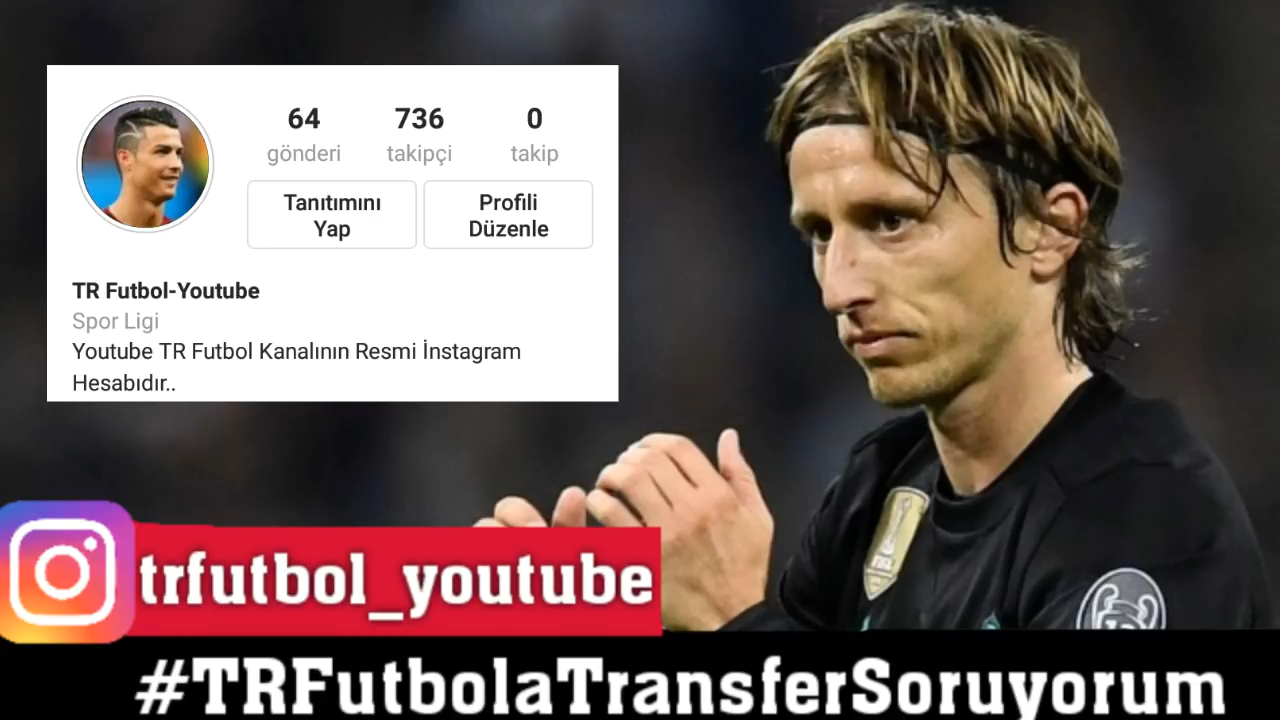 64 736 0
gönderi takipçi takip
Tanıtımını Yap
Profili Düzenle
TR Futbol-Youtube
Spor Ligi
Youtube TR Futbol Kanalının Resmi İnstagram
Hesabıdır..
FIFA
trfutbol_youtube
#TRFutbolaTransferSoruyorum